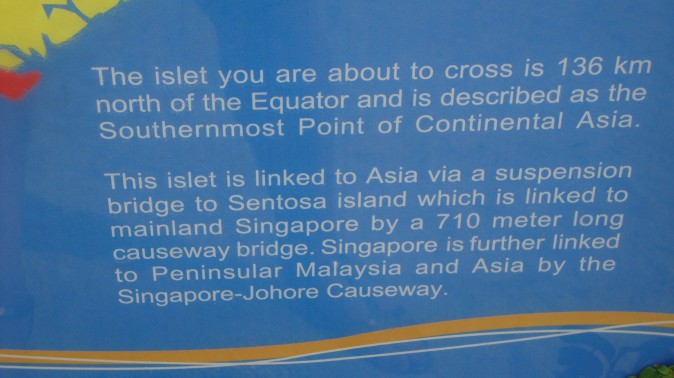 The islet you are about to cross is 136 km
north of the Equator and is described as the
Southernmost Point of Continental Asia.
This islet is linked to Asia via a suspension
bridge to Sentosa island which is linked to
mainland Singapore by a 710 meter long
causeway bridge. Singapore is further linked
to Peninsular Malaysia and Asia by the
Singapore-Johore Causeway.